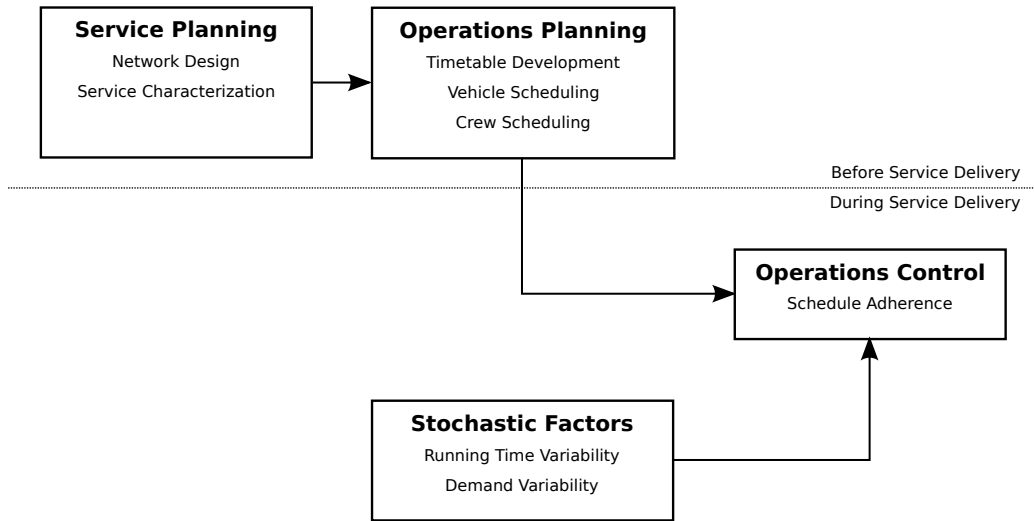 Service Planning
Network Design
Service Characterization
Operations Planning
Timetable Development
Vehicle Scheduling
Crew Scheduling
Before Service Delivery
During Service Delivery
Operations Control
Schedule Adherence
Stochastic Factors
Running Time Variability
Demand Variability